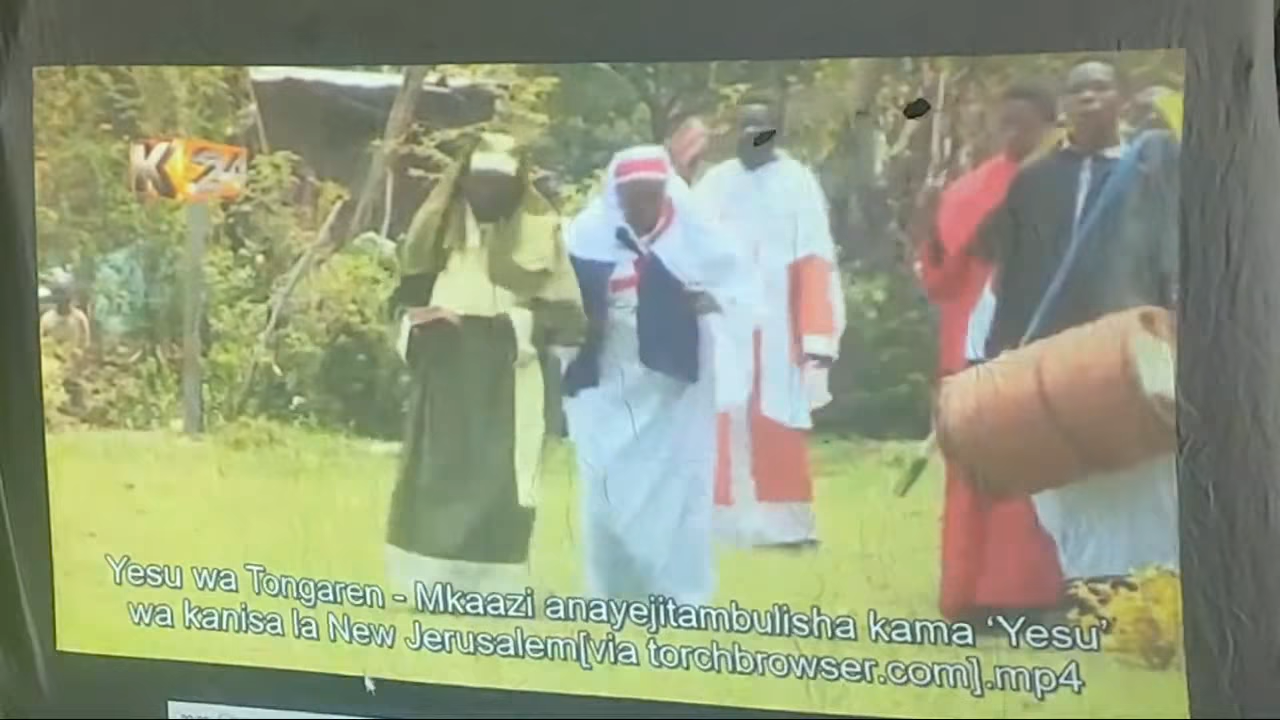 K24
Yesu wa Tongaren - Mkaazi anayejitambulisha kama ‘Yesu’
wa kanisa la New Jerusalem[via torchbrowser.com].mp4